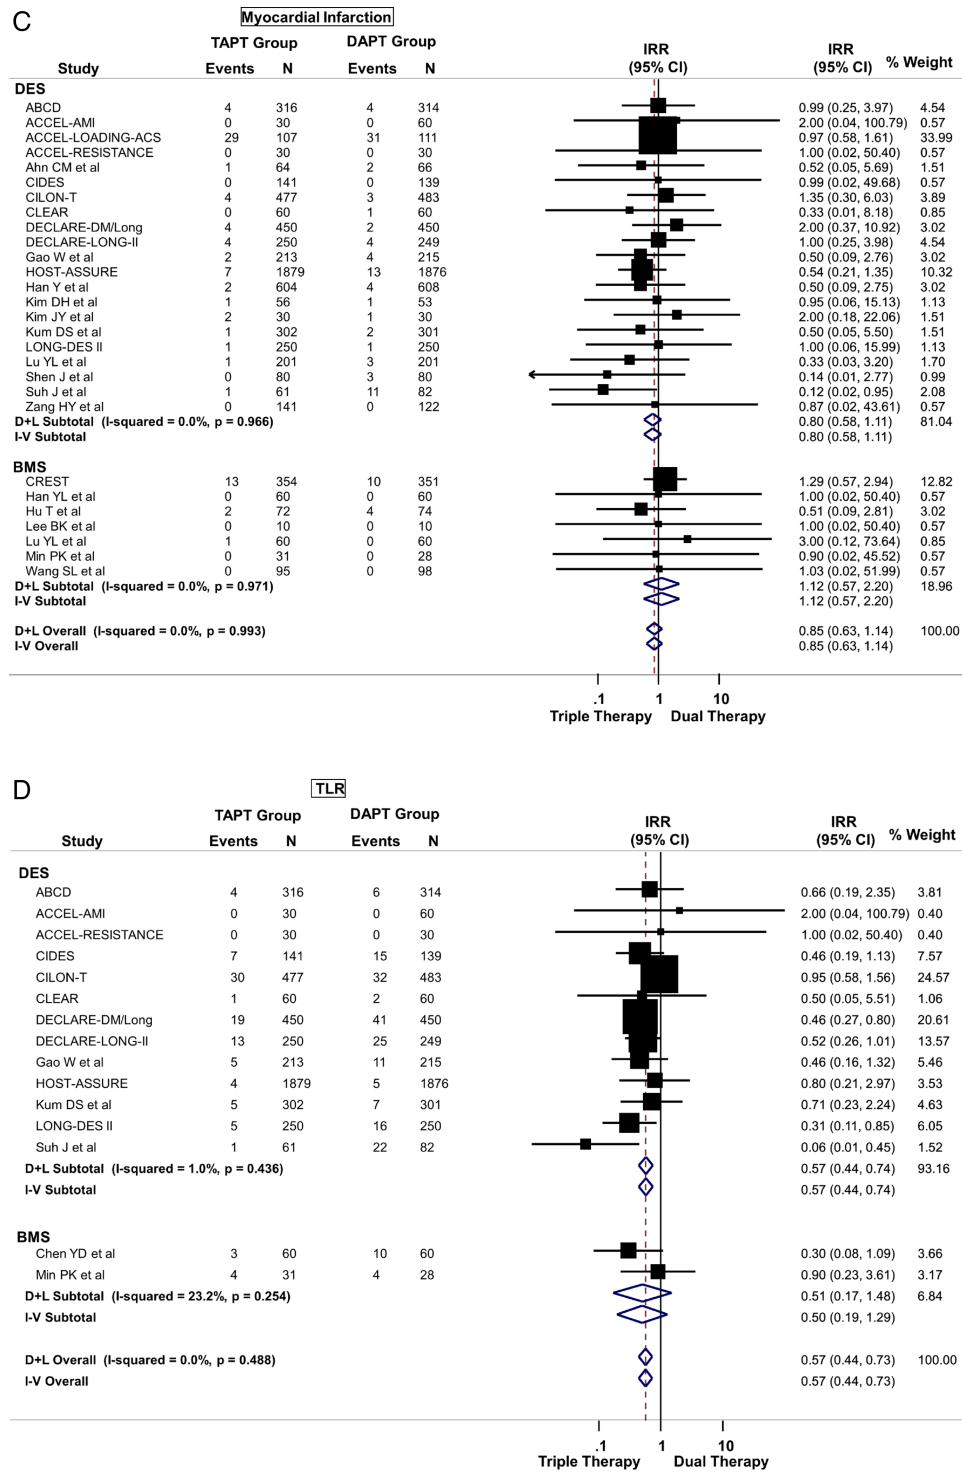 C
Myocardial Infarction
TAPT Group DAPT Group IRR IRR
Study Events N Events N (95% CI) (95% CI) % Weight
DES
ABCD 4 316 4 314 0.99 (0.25, 3.97) 4.54
ACCEL-AMI 0 30 0 60 2.00 (0.04, 100.79) 0.57
ACCEL-LOADING-ACS 29 107 31 111 0.97 (0.58, 1.61) 33.99
ACCEL-RESISTANCE 0 30 0 30 1.00 (0.02, 50.40) 0.57
Ahn CM et al 1 64 2 66 0.52 (0.05, 5.69) 1.51
CIDES 0 141 0 139 0.99 (0.02, 49.68) 0.57
CILON-T 4 477 3 483 1.35 (0.30, 6.03) 3.89
CLEAR 0 60 1 60 0.33 (0.01, 8.18) 0.85
DECLARE-DM/Long 4 450 2 450 2.00 (0.37, 10.92) 3.02
DECLARE-LONG-II 4 250 4 249 1.00 (0.25, 3.98) 4.54
Gao W et al 2 213 4 215 0.50 (0.09, 2.76) 3.02
HOST-ASSURE 7 1879 13 1876 0.54 (0.21, 1.35) 10.32
Han Y et al 2 604 4 608 0.50 (0.09, 2.75) 3.02
Kim DH et al 1 56 1 53 0.95 (0.06, 15.13) 1.13
Kim JY et al 2 30 1 30 2.00 (0.18, 22.06) 1.51
Kum DS et al 1 302 2 301 0.50 (0.05, 5.50) 1.51
LONG-DES II 1 250 1 250 1.00 (0.06, 15.99) 1.13
Lu YL et al 1 201 3 201 0.33 (0.03, 3.20) 1.70
Shen J et al 0 80 3 80 0.14 (0.01, 2.77) 0.99
Suh J et al 1 61 11 82 0.12 (0.02, 0.95) 2.08
Zang HY et al 0 141 0 122 0.87 (0.02, 43.61) 0.57
D+L Subtotal (I-squared = 0.0%, p = 0.966) 0.80 (0.58, 1.11) 81.04
I-V Subtotal 0.80 (0.58, 1.11)
BMS
CREST 13 354 10 351 1.29 (0.57, 2.94) 12.82
Han YL et al 0 60 0 60 1.00 (0.02, 50.40) 0.57
Hu T et al 2 72 4 74 0.51 (0.09, 2.81) 3.02
Lee BK et al 0 10 0 10 1.00 (0.02, 50.40) 0.57
Lu YL et al 1 60 0 60 3.00 (0.12, 73.64) 0.85
Min PK et al 0 31 0 28 0.90 (0.02, 45.52) 0.57
Wang SL et al 0 95 0 98 1.03 (0.02, 51.99) 0.57
D+L Subtotal (I-squared = 0.0%, p = 0.971) 1.12 (0.57, 2.20) 18.96
I-V Subtotal 1.12 (0.57, 2.20)
D+L Overall (I-squared = 0.0%, p = 0.993) 0.85 (0.63, 1.14) 100.00
I-V Overall 0.85 (0.63, 1.14)
.1 1 10
Triple Therapy Dual Therapy
D
TLR
TAPT Group DAPT Group IRR IRR
Study Events N Events N (95% CI) (95% CI) % Weight
DES
ABCD 4 316 6 314 0.66 (0.19, 2.35) 3.81
ACCEL-AMI 0 30 0 60 2.00 (0.04, 100.79) 0.40
ACCEL-RESISTANCE 0 30 0 30 1.00 (0.02, 50.40) 0.40
CIDES 7 141 15 139 0.46 (0.19, 1.13) 7.57
CILON-T 30 477 32 483 0.95 (0.58, 1.56) 24.57
CLEAR 1 60 2 60 0.50 (0.05, 5.51) 1.06
DECLARE-DM/Long 19 450 41 450 0.46 (0.27, 0.80) 20.61
DECLARE-LONG-II 13 250 25 249 0.52 (0.26, 1.01) 13.57
Gao W et al 5 213 11 215 0.46 (0.16, 1.32) 5.46
HOST-ASSURE 4 1879 5 1876 0.80 (0.21, 2.97) 3.53
Kum DS et al 5 302 7 301 0.71 (0.23, 2.24) 4.63
LONG-DES II 5 250 16 250 0.31 (0.11, 0.85) 6.05
Suh J et al 1 61 22 82 0.06 (0.01, 0.45) 1.52
D+L Subtotal (I-squared = 1.0%, p = 0.436) 0.57 (0.44, 0.74) 93.16
I-V Subtotal 0.57 (0.44, 0.74)
BMS
Chen YD et al 3 60 10 60 0.30 (0.08, 1.09) 3.66
Min PK et al 4 31 4 28 0.90 (0.23, 3.61) 3.17
D+L Subtotal (I-squared = 23.2%, p = 0.254) 0.51 (0.17, 1.48) 6.84
I-V Subtotal 0.50 (0.19, 1.29)
D+L Overall (I-squared = 0.0%, p = 0.488) 0.57 (0.44, 0.73) 100.00
I-V Overall 0.57 (0.44, 0.73)
.1 1 10
Triple Therapy Dual Therapy